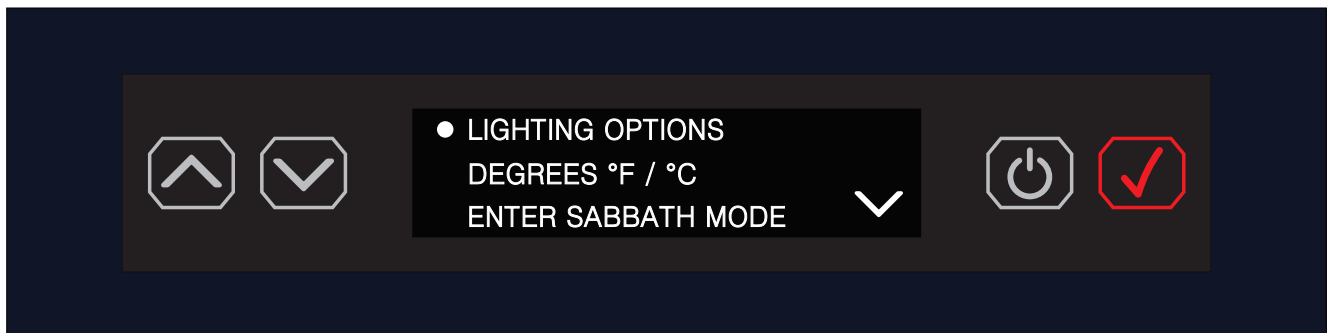 LIGHTING OPTIONS
DEGREES °F / °C
ENTER SABBATH MODE